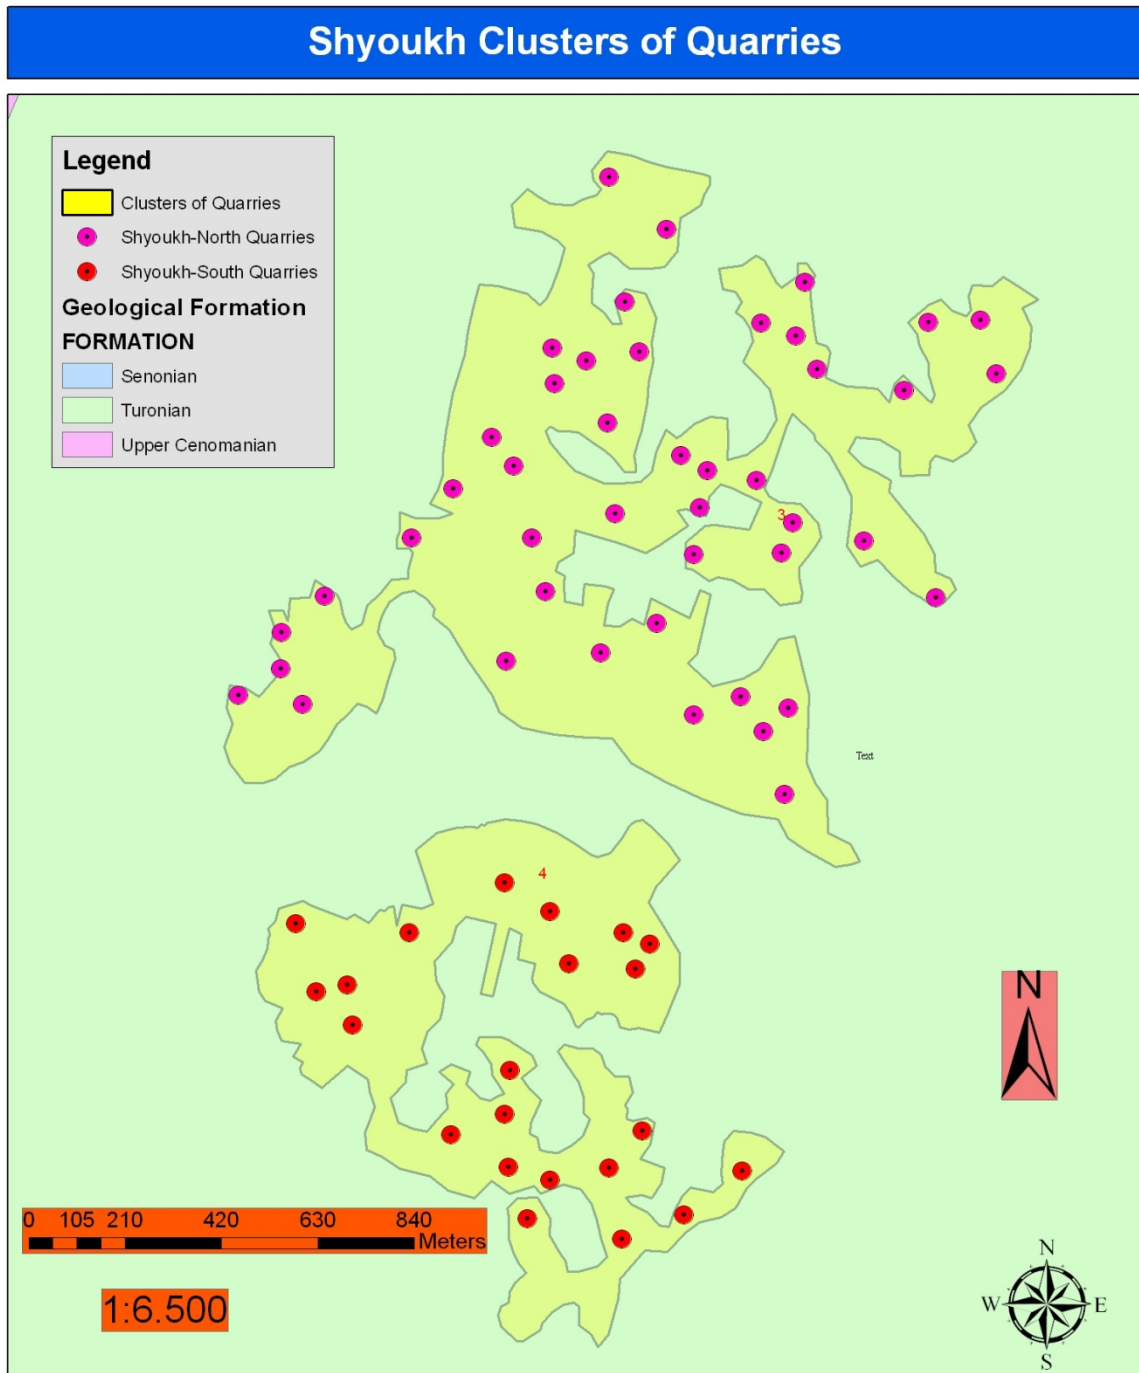 Shyoukh Clusters of Quarries
Legend
Clusters of Quarries
Shyoukh-North Quarries
Shyoukh-South Quarries
Geological Formation
FORMATION
Senonian
Turonian
Upper Cenomanian
3
Text
4
N
0 105 210 420 630 840
Meters
1:6.500
N
W E
S